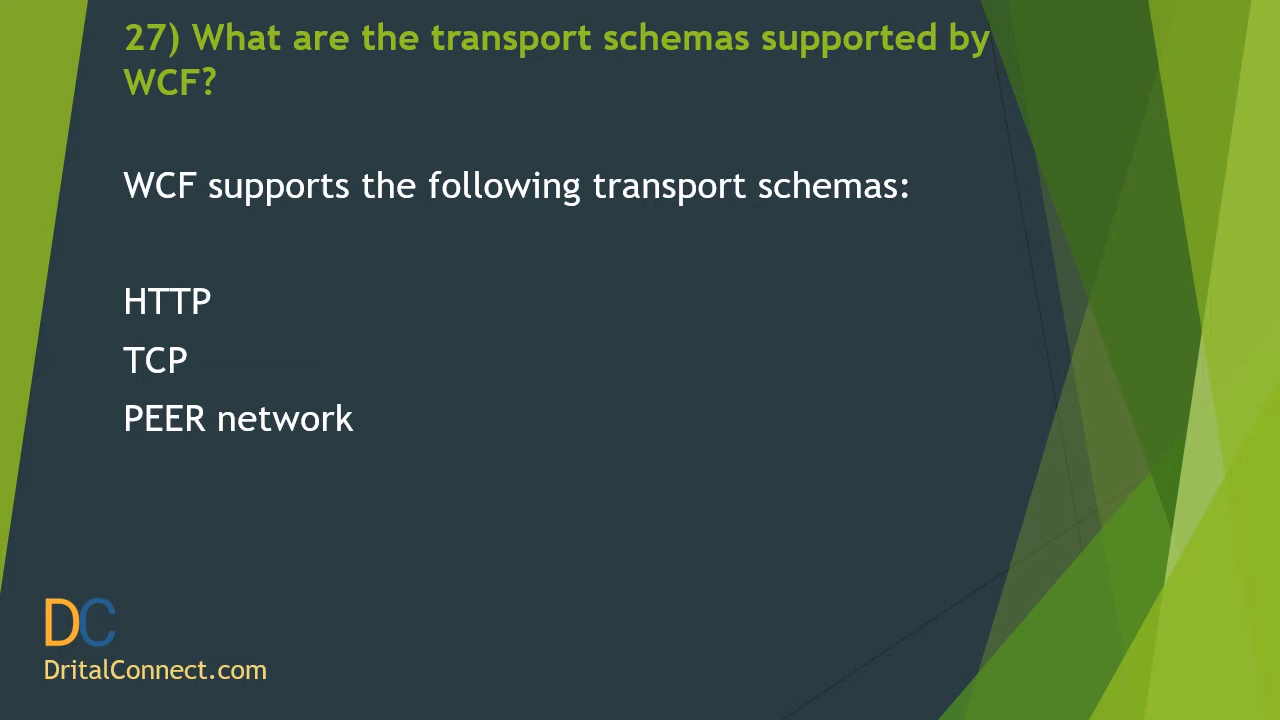 27) What are the transport schemas supported by
WCF?
WCF supports the following transport schemas:
HTTP
TCP
PEER network
DC
DritalConnect.com